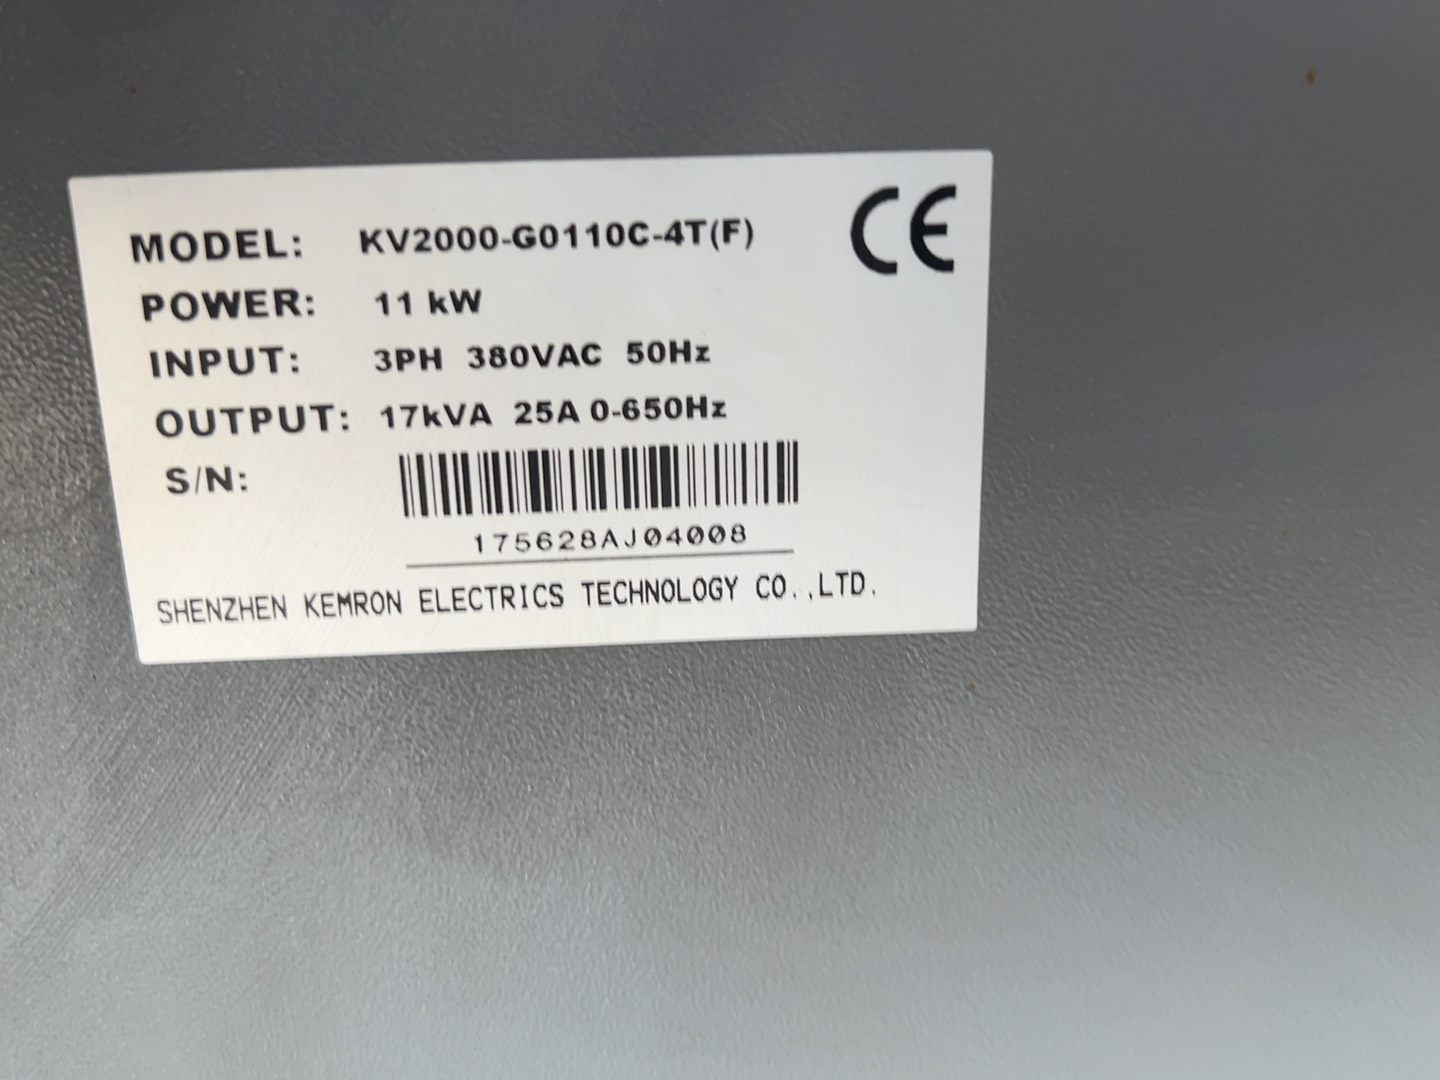 MODEL: KV2000-G0110C-4T(F)
CE
POWER: 11 kW
INPUT: 3PH 380VAC 50Hz
OUTPUT: 17kVA 25A 0-650Hz
S/N:
175628AJ04008
SHENZHEN KEMRON ELECTRICS TECHNOLOGY CO.,LTD.